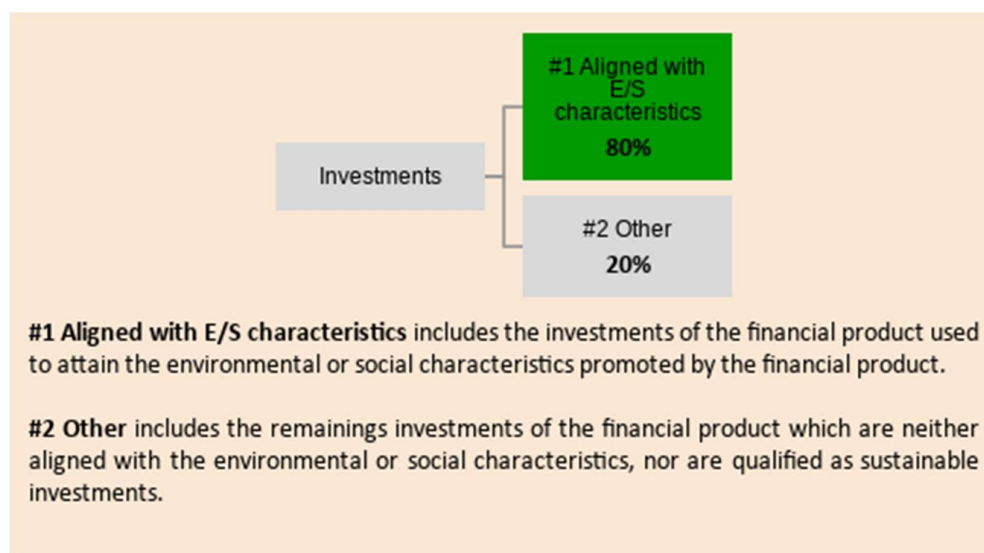 #1 Aligned with
E/S
characteristics
80%
Investments
#2 Other
20%
#1 Aligned with E/S characteristics includes the investments of the financial product used
to attain the environmental or social characteristics promoted by the financial product.
#2 Other includes the remainings investments of the financial product which are neither
aligned with the environmental or social characteristics, nor are qualified as sustainable
investments.